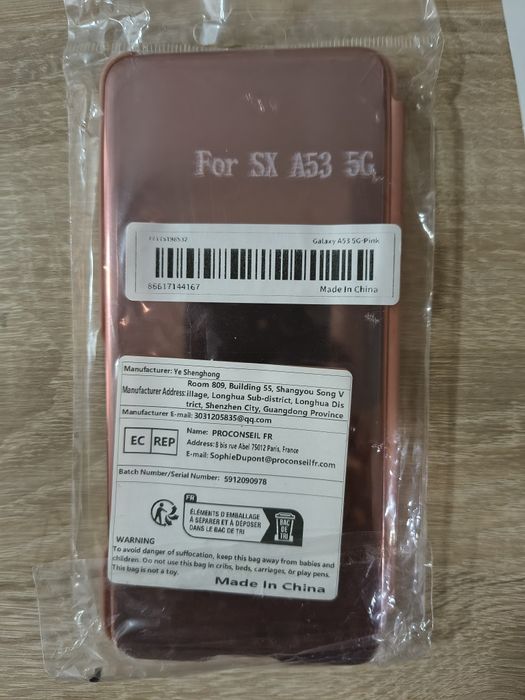 For SX A53 5G
Galaxy A53 5G-Pink
86617144167
Made In China
Manufacturer: Ye Shenghong
Manufacturer Address: Room 809, Building 55, Shangyou Song V
illage, Longhua Sub-district, Longhua Dis
trict, Shenzhen City, Guangdong Province
Manufacturer E-mail: 3031205835@qq.com
EC REP
Name: PROCONSEIL FR
Address: 8 bis rue Abel 75012 Paris, France
E-mail: SophieDupont@proconseilfr.com
Batch Number/Serial Number: 5912090978
FR
ÉLÉMENTS D'EMBALLAGE
À SÉPARER ET À DÉPOSER
DANS LE BAC DE TRI
BAC
DE
TRI
WARNING
To avoid danger of suffocation, keep this bag away from babies and
children. Do not use this bag in cribs, beds, carriages, or play pens.
This bag is not a toy.
Made In China